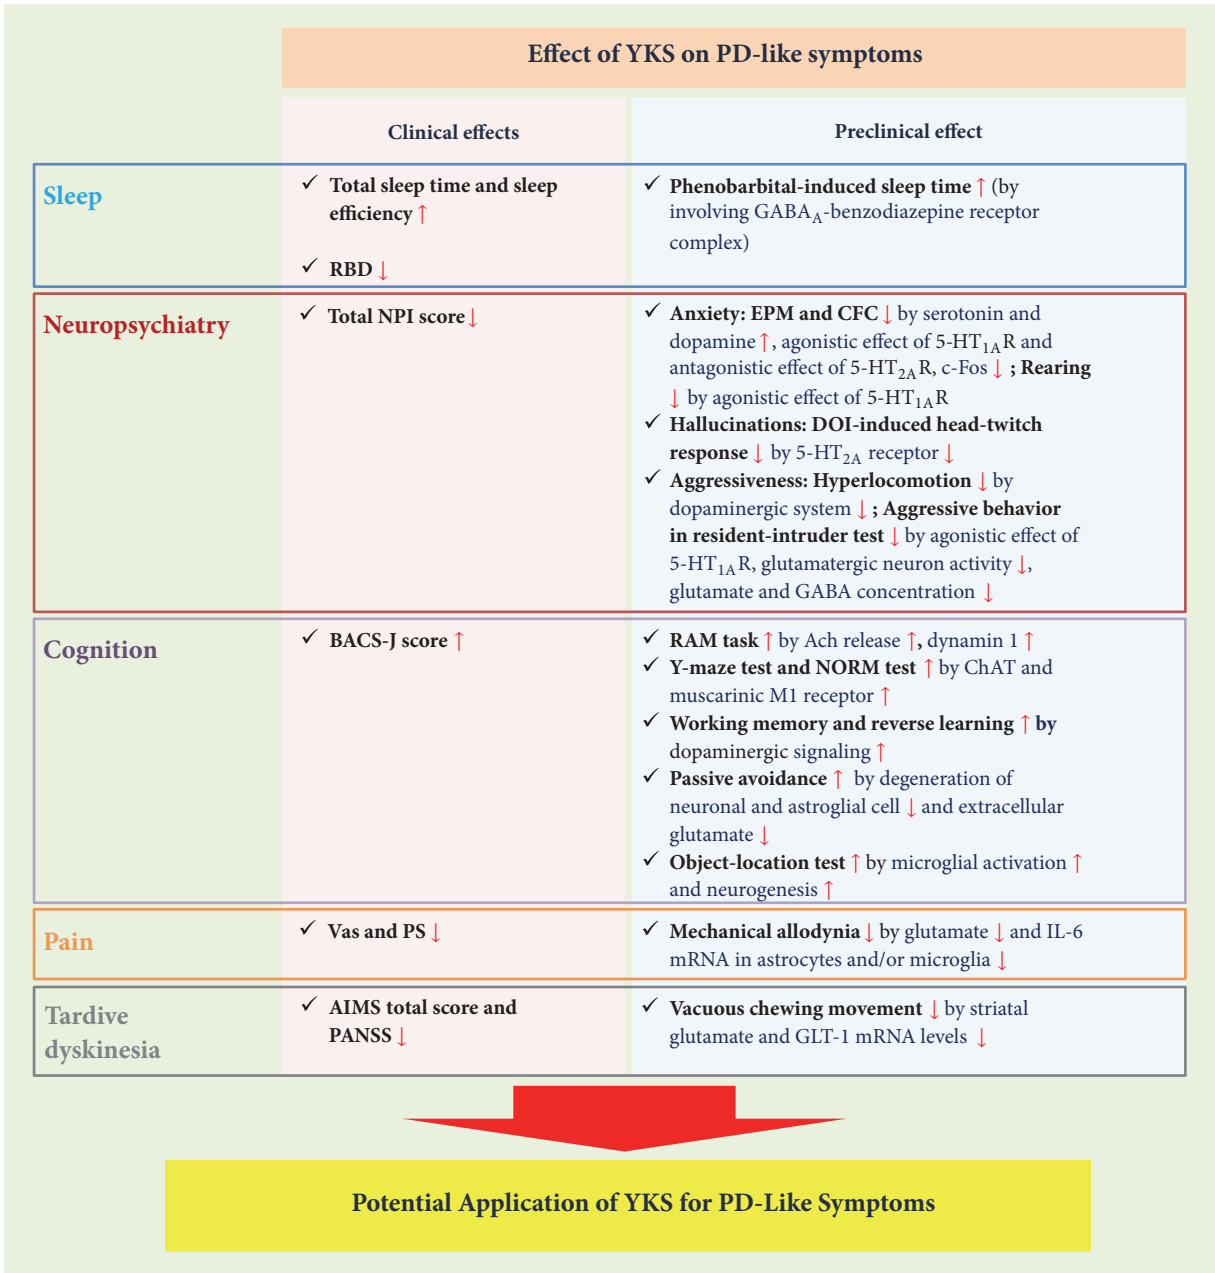 Effect of YKS on PD-like symptoms
Clinical effects
Preclinical effect
Sleep
✓ Total sleep time and sleep
efficiency ↑
✓ RBD ↓
✓ Phenobarbital-induced sleep time ↑ (by
involving GABA_A-benzodiazepine receptor
complex)
Neuropsychiatry
✓ Total NPI score ↓
✓ Anxiety: EPM and CFC ↓ by serotonin and
dopamine ↑, agonistic effect of 5-HT_1A R and
antagonistic effect of 5-HT_2A R, c-Fos ↓ ; Rearing
↓ by agonistic effect of 5-HT_1A R
✓ Hallucinations: DOI-induced head-twitch
response ↓ by 5-HT_2A receptor ↓
✓ Aggressiveness: Hyperlocomotion ↓ by
dopaminergic system ↓ ; Aggressive behavior
in resident-intruder test ↓ by agonistic effect of
5-HT_1A R, glutamatergic neuron activity ↓,
glutamate and GABA concentration ↓
Cognition
✓ BACS-J score ↑
✓ RAM task ↑ by Ach release ↑, dynamin 1 ↑
✓ Y-maze test and NORM test ↑ by ChAT and
muscarinic M1 receptor ↑
✓ Working memory and reverse learning ↑ by
dopaminergic signaling ↑
✓ Passive avoidance ↑ by degeneration of
neuronal and astroglial cell ↓ and extracellular
glutamate ↓
✓ Object-location test ↑ by microglial activation ↑
and neurogenesis ↑
Pain
✓ Vas and PS ↓
✓ Mechanical allodynia ↓ by glutamate ↓ and IL-6
mRNA in astrocytes and/or microglia ↓
Tardive
dyskinesia
✓ AIMS total score and
PANSS ↓
✓ Vacuous chewing movement ↓ by striatal
glutamate and GLT-1 mRNA levels ↓
Potential Application of YKS for PD-Like Symptoms